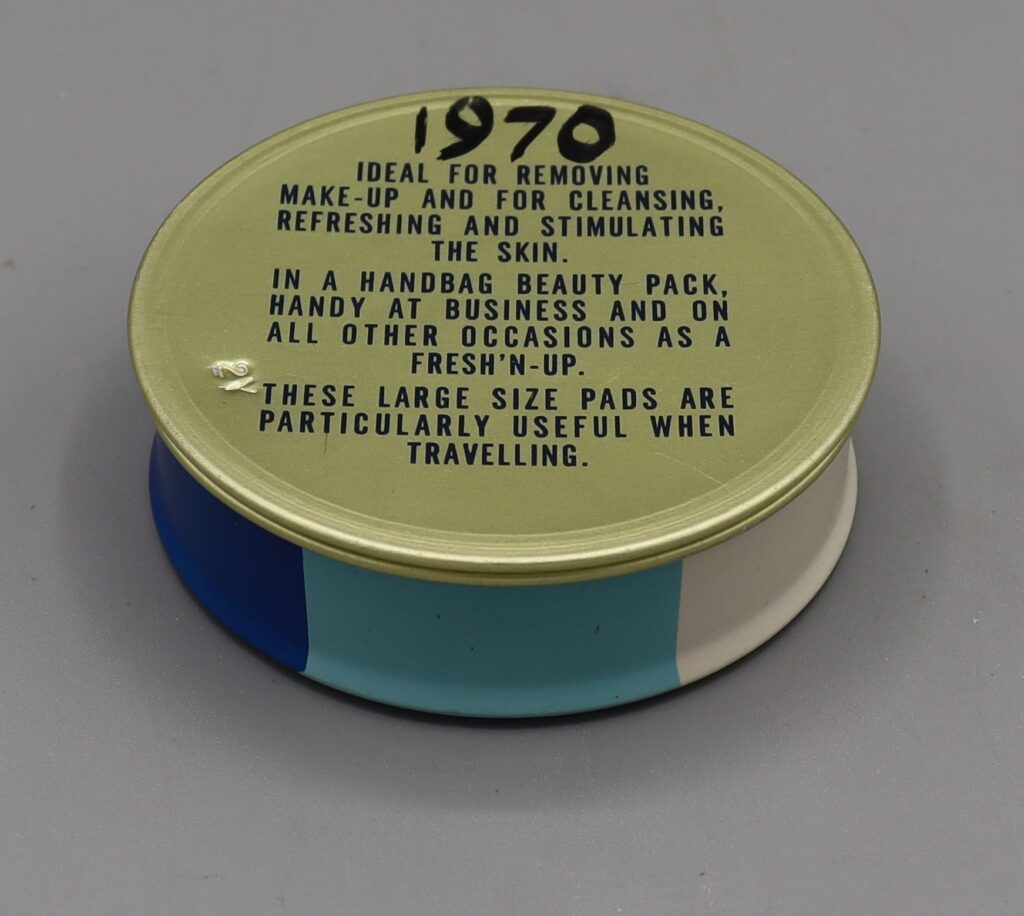 1970
IDEAL FOR REMOVING
MAKE-UP AND FOR CLEANSING,
REFRESHING AND STIMULATING
THE SKIN.
IN A HANDBAG BEAUTY PACK,
HANDY AT BUSINESS AND ON
ALL OTHER OCCASIONS AS A
FRESH'N-UP.
THESE LARGE SIZE PADS ARE
PARTICULARLY USEFUL WHEN
TRAVELLING.